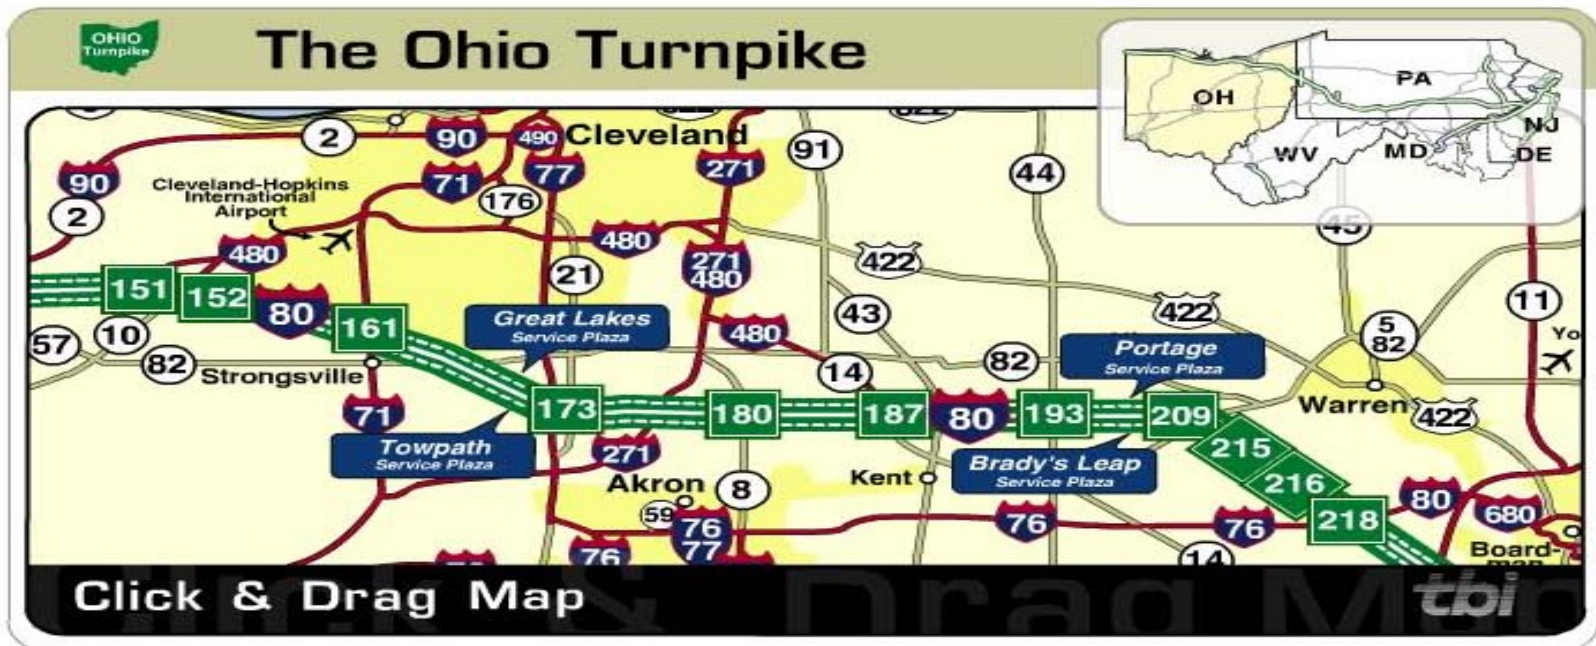 OHIO
Turnpike
The Ohio Turnpike
OH
PA
NJ
WV
MD
DE
2
90
490
Cleveland
91
271
44
90
71
77
176
2
Cleveland-Hopkins
International
Airport
480
480
21
271
480
422
45
151
152
80
161
Great Lakes
Service Plaza
480
43
422
11
57
10
82
Strongsville
14
82
Portage
Service Plaza
5
82
Yo
71
173
180
187
80
193
209
Warren
422
Towpath
Service Plaza
271
Brady's Leap
Service Plaza
215
216
218
Akron
8
Kent
59
76
77
76
76
76
80
680
14
Board-
Click & Drag Map
tbi